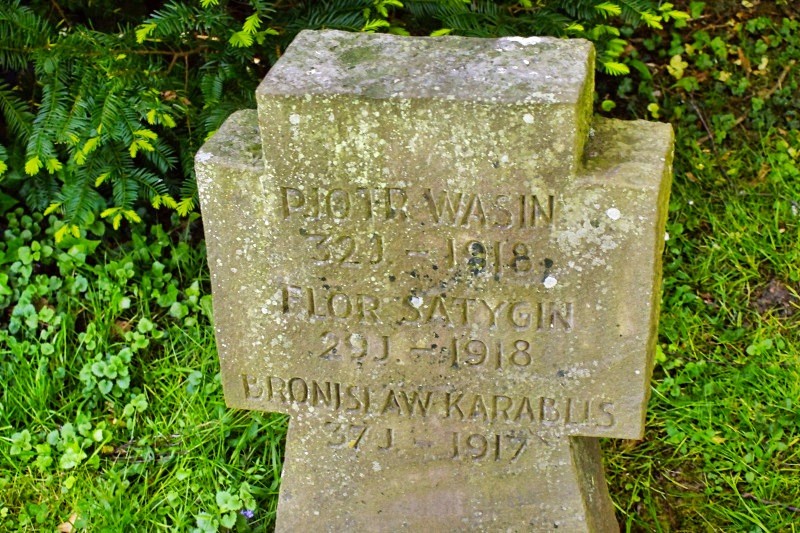 PJOTR WASIN
32 J. - 1918
FLOR SATYGIN
29 J. - 1918
BRONISLAW KARABLIS
37 J. - 1917